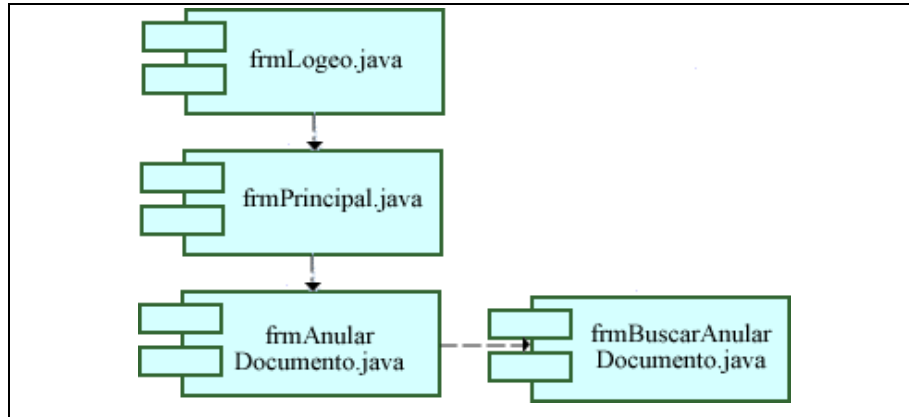 frmLogeo.java
frmPrincipal.java
frmAnular
Documento.java
frmBuscarAnular
Documento.java